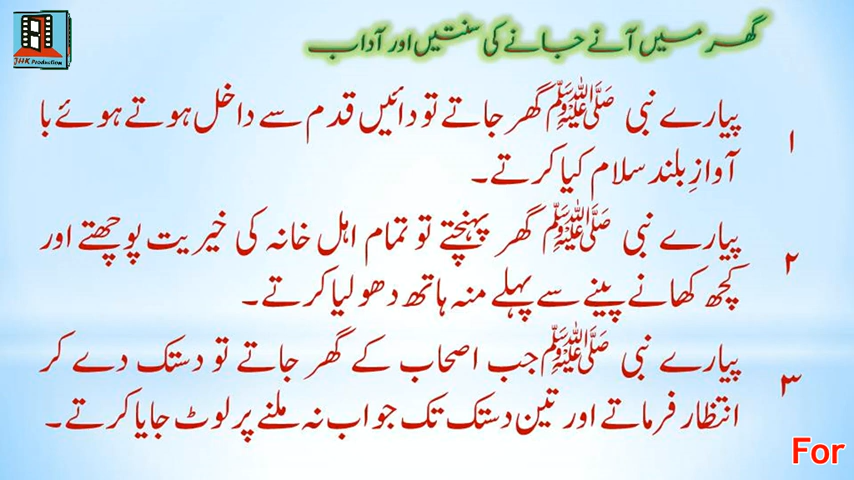 JHK Production
گھر میں آنے جانے کی سنتیں اور آداب
۱
پیارے نبی ﷺ گھر جاتے تو دائیں قدم سے داخل ہوتے ہوئے با
آوازِ بلند سلام کیا کرتے۔
۲
پیارے نبی ﷺ گھر پہنچتے تو تمام اہل خانہ کی خیریت پوچھتے اور
کچھ کھانے پینے سے پہلے منہ ہاتھ دھو لیا کرتے۔
۳
پیارے نبی ﷺ جب اصحاب کے گھر جاتے تو دستک دے کر
انتظار فرماتے اور تین دستک تک جواب نہ ملنے پر لوٹ جایا کرتے۔
For